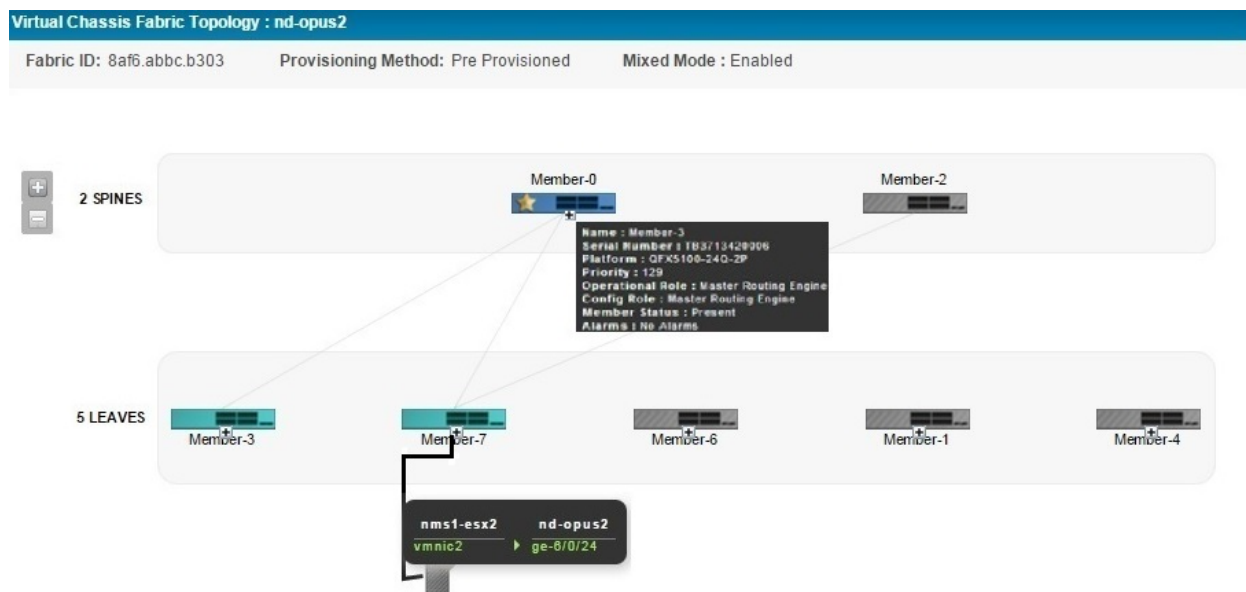 Virtual Chassis Fabric Topology : nd-opus2
Fabric ID: 8af6.abbc.b303 Provisioning Method: Pre Provisioned Mixed Mode : Enabled
Member-0 Member-2
2 SPINES
Name : Member-3
Serial Number : TB3713420006
Platform : QFX5100-24Q-2P
Priority : 129
Operational Role : Master Routing Engine
Config Role : Master Routing Engine
Member Status : Present
Alarms : No Alarms
5 LEAVES
Member-3 Member-7 Member-6 Member-1 Member-4
nms1-esx2 nd-opus2
vmnic2 ge-6/0/24